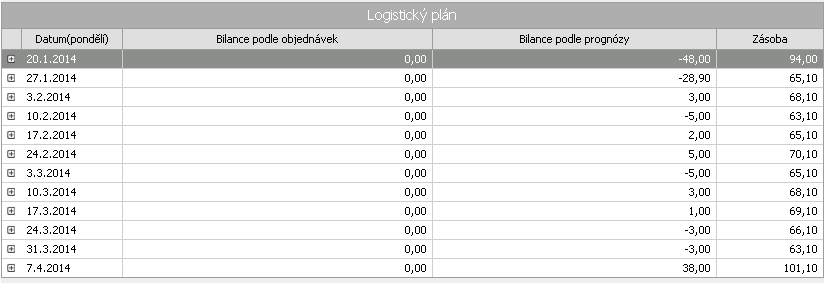 Logistický plán
Datum(pondělí) Bilance podle objednávek Bilance podle prognózy Zásoba
20.1.2014 0,00 -48,00 94,00
27.1.2014 0,00 -28,90 65,10
3.2.2014 0,00 3,00 68,10
10.2.2014 0,00 -5,00 63,10
17.2.2014 0,00 2,00 65,10
24.2.2014 0,00 5,00 70,10
3.3.2014 0,00 -5,00 65,10
10.3.2014 0,00 3,00 68,10
17.3.2014 0,00 1,00 69,10
24.3.2014 0,00 -3,00 66,10
31.3.2014 0,00 -3,00 63,10
7.4.2014 0,00 38,00 101,10